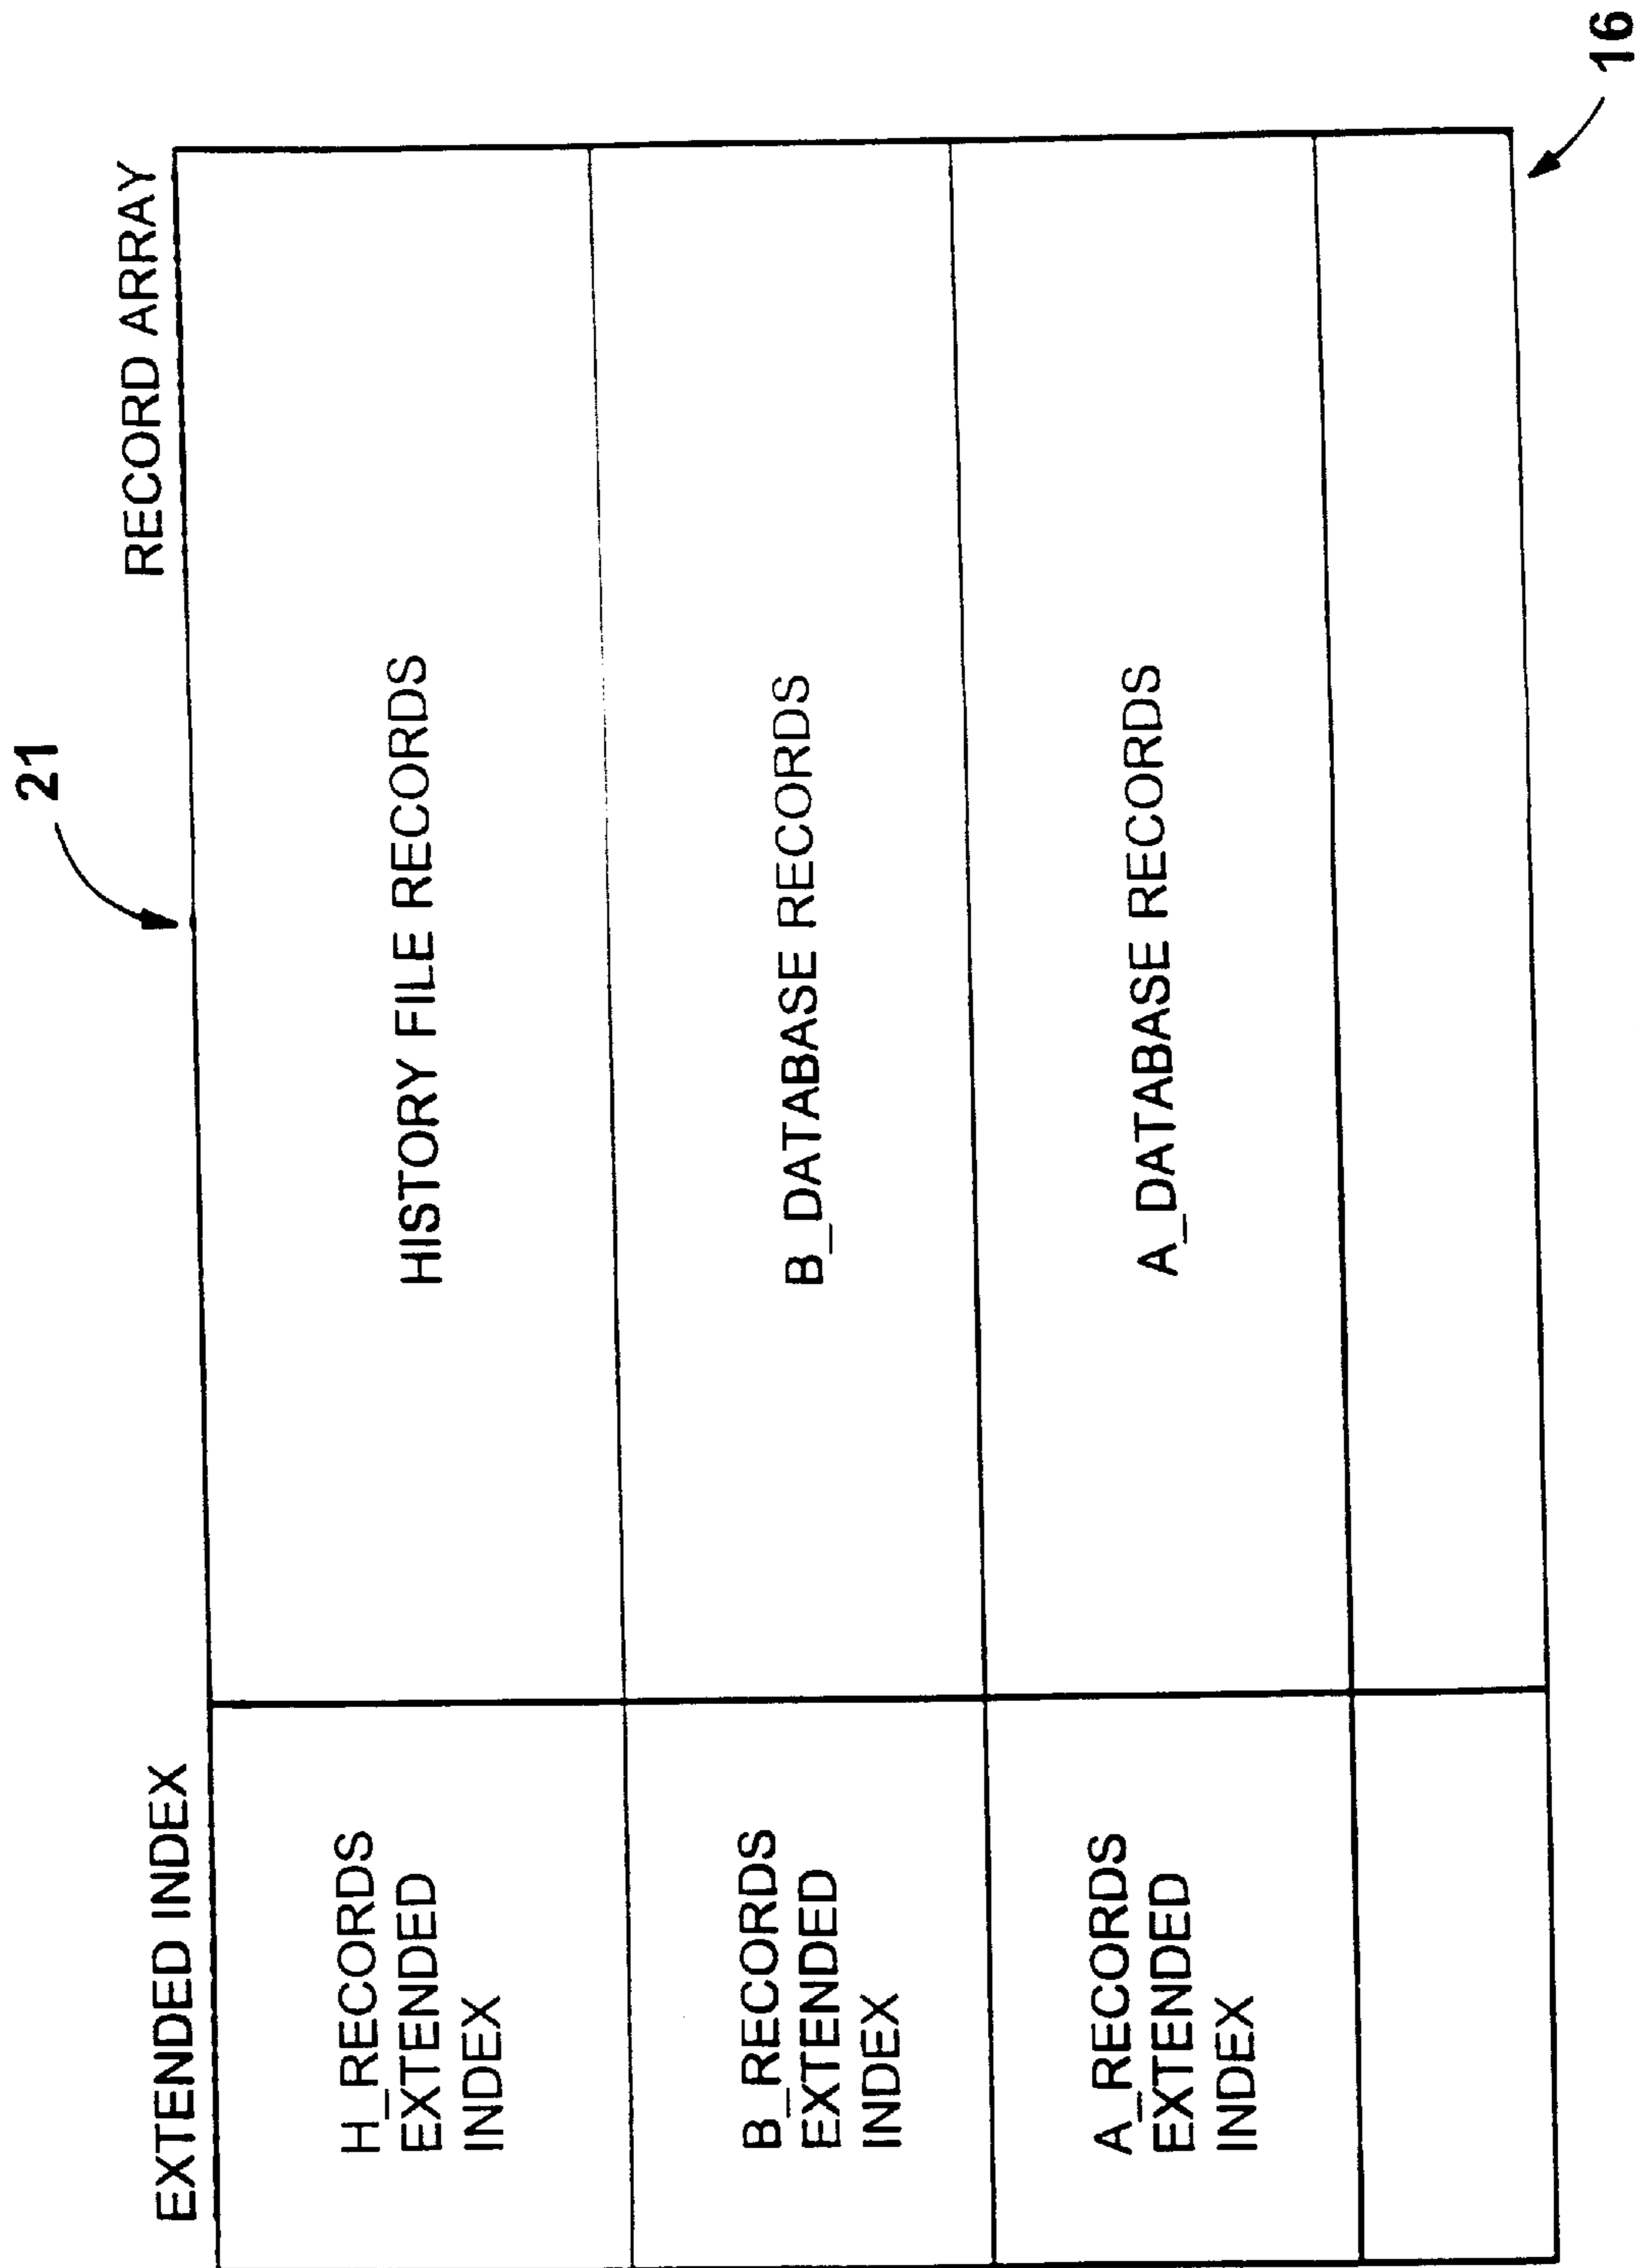 21
EXTENDED INDEX
RECORD ARRAY
H_RECORDS
EXTENDED
INDEX
HISTORY FILE RECORDS
B_RECORDS
EXTENDED
INDEX
B_DATABASE RECORDS
A_RECORDS
EXTENDED
INDEX
A_DATABASE RECORDS
16